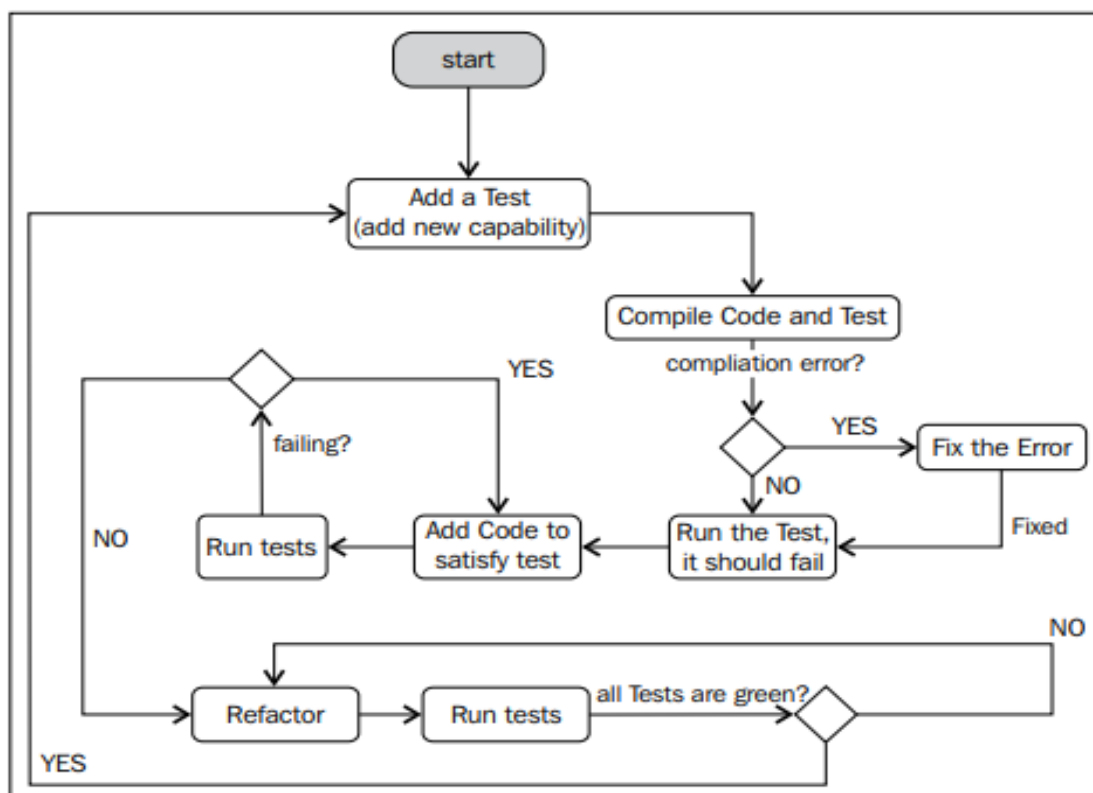 start
Add a Test
(add new capability)
Compile Code and Test
compliation error?
YES
failing?
YES
Fix the Error
NO
NO
Run tests
Add Code to
satisfy test
Run the Test,
it should fail
Fixed
NO
Refactor
Run tests
all Tests are green?
YES